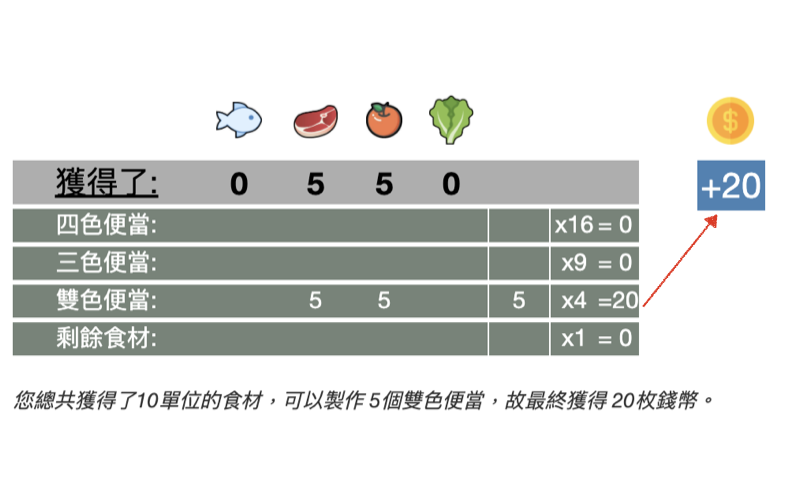 $
獲得了: 0 5 5 0 +20
四色便當: x16 = 0
三色便當: x9 = 0
雙色便當: 5 5 5 x4 =20
剩餘食材: x1 = 0
您總共獲得了10單位的食材，可以製作 5個雙色便當，故最終獲得 20枚錢幣。